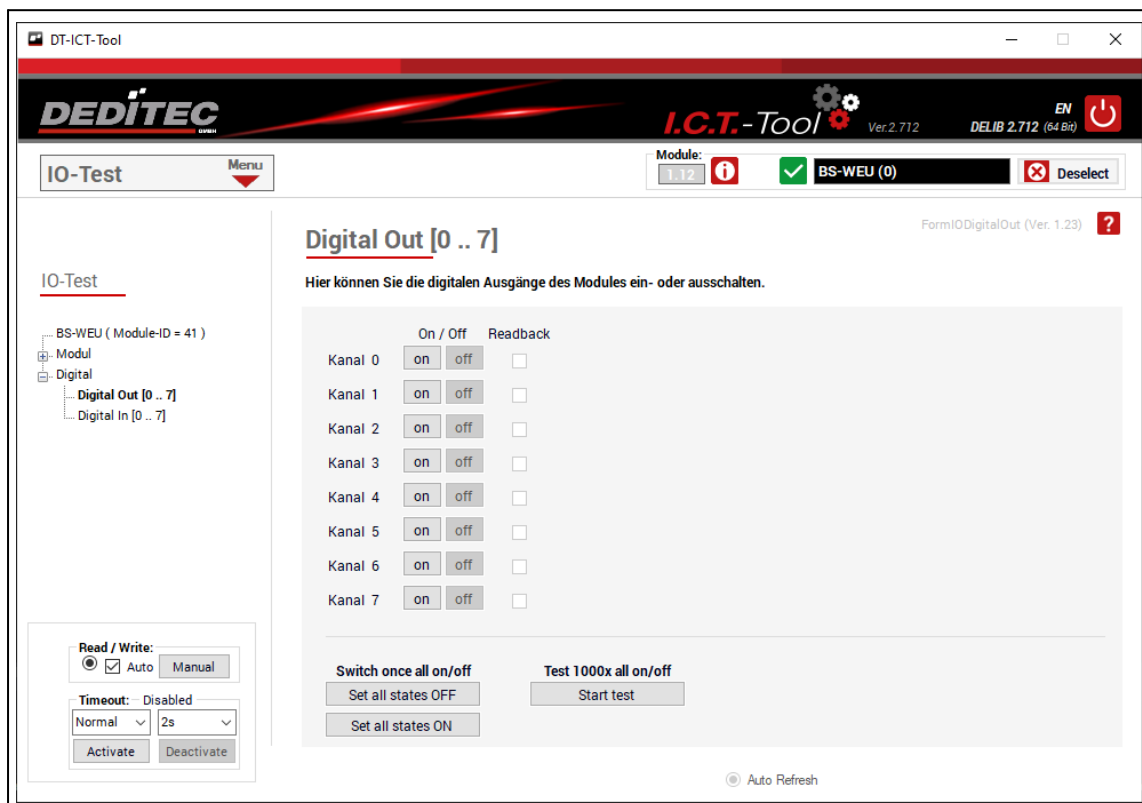 DT-ICT-Tool
DEDITEC
GMBH
I.C.T.-Tool
Ver.2.712
EN
DELIB 2.712 (64 Bit)
IO-Test
Menu
Module:
1.12
BS-WEU (0)
Deselect
FormIODigitalOut (Ver. 1.23)
?
IO-Test
BS-WEU ( Module-ID = 41 )
Modul
Digital
Digital Out [0 .. 7]
Digital In [0 .. 7]
Digital Out [0 .. 7]
Hier können Sie die digitalen Ausgänge des Modules ein- oder ausschalten.
On / Off Readback
Kanal 0 on off
Kanal 1 on off
Kanal 2 on off
Kanal 3 on off
Kanal 4 on off
Kanal 5 on off
Kanal 6 on off
Kanal 7 on off
Read / Write:
Auto Manual
Timeout: Disabled
Normal 2s
Activate Deactivate
Switch once all on/off
Set all states OFF
Set all states ON
Test 1000x all on/off
Start test
Auto Refresh